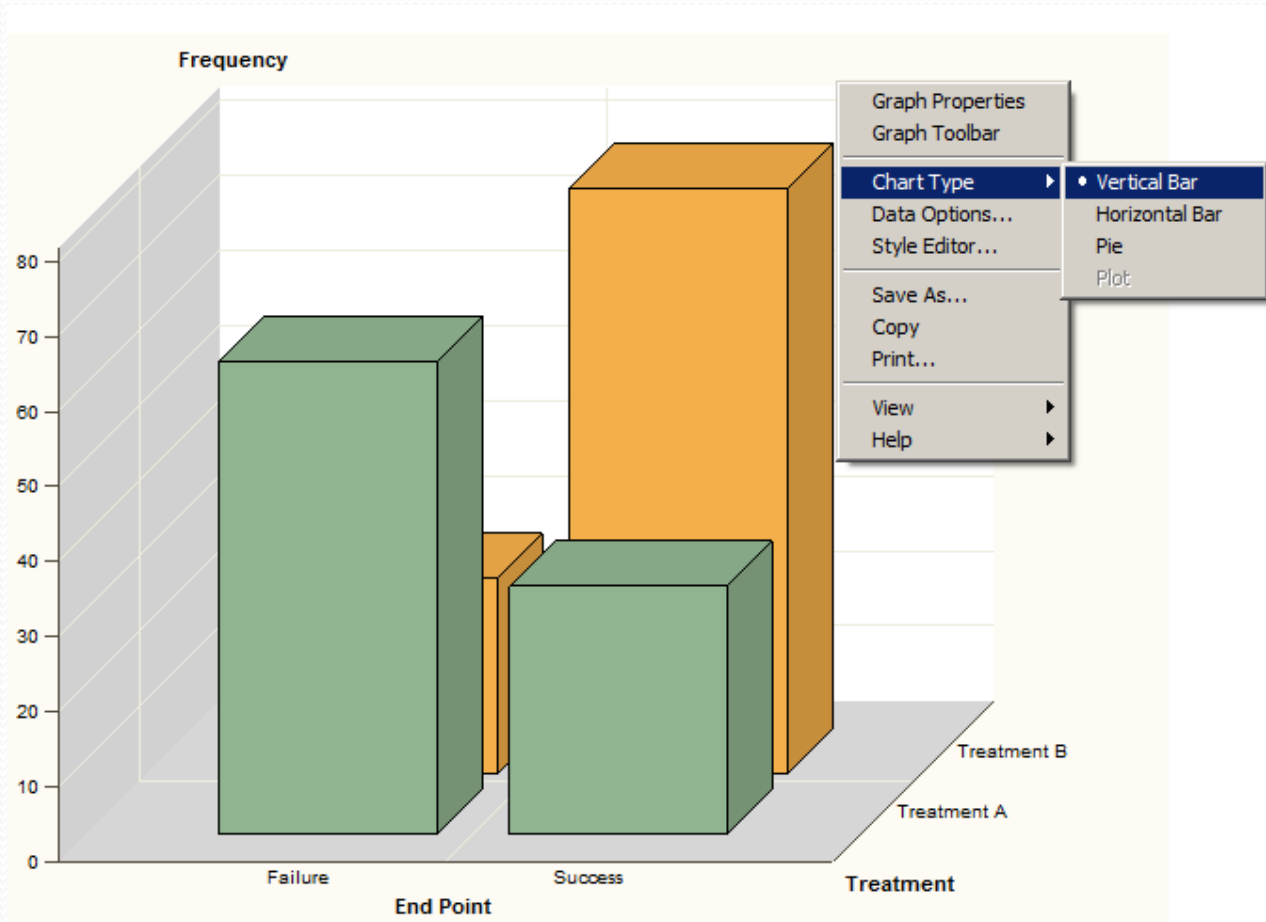 Frequency
80
70
60
50
40
30
20
10
0
Failure
Success
End Point
Treatment B
Treatment A
Treatment
Graph Properties
Graph Toolbar
Chart Type
Data Options...
Style Editor...
Save As...
Copy
Print...
View
Help
Vertical Bar
Horizontal Bar
Pie
Plot